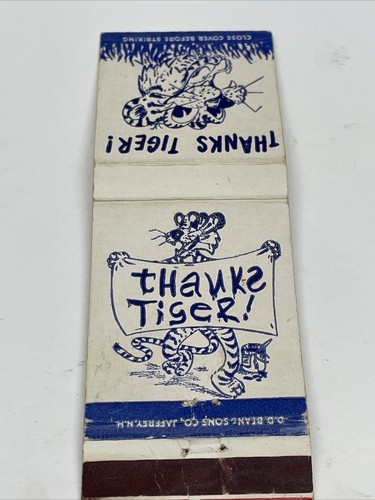 CLOSE COVER BEFORE STRIKING
THANKS TIGER!
THANKS
TIGER!
D.D. BEAN & SONS CO., JAFFREY, N.H.